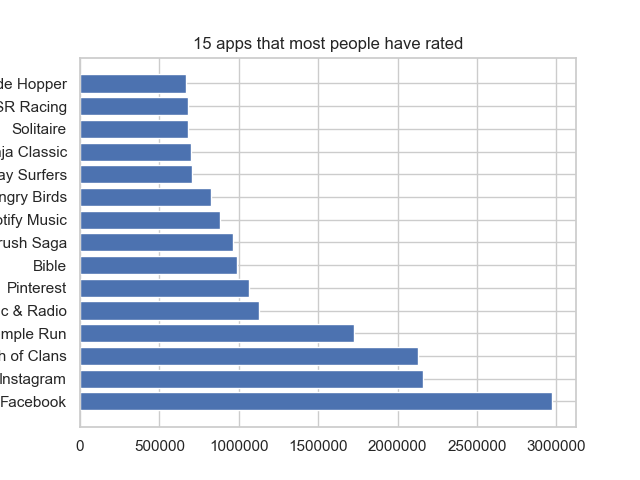 15 apps that most people have rated
de Hopper
SR Racing
Solitaire
ja Classic
ay Surfers
ngry Birds
otify Music
rush Saga
Bible
Pinterest
c & Radio
mple Run
h of Clans
Instagram
Facebook
0 500000 1000000 1500000 2000000 2500000 3000000